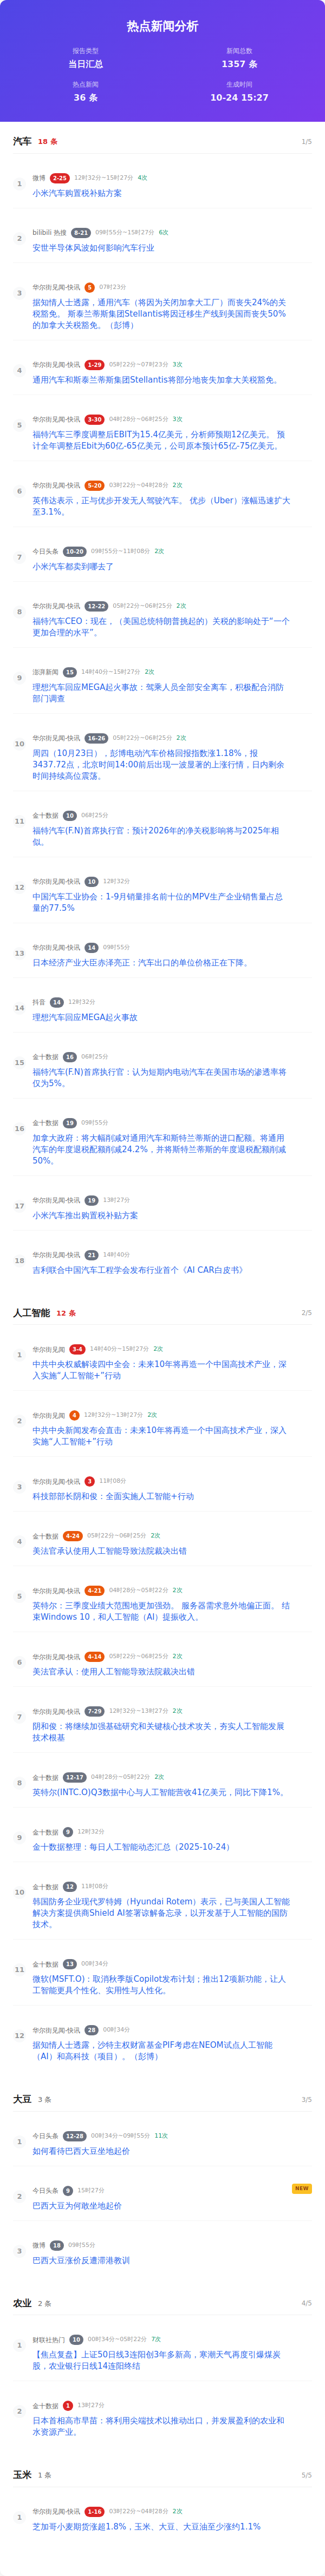 热点新闻分析
报告类型
当日汇总
新闻总数
1357 条
热点新闻
36 条
生成时间
10-24 15:27
汽车 18 条 1/5
1
微博 2-25 12时32分~15时27分 4次
小米汽车购置税补贴方案
2
bilibili 热搜 8-21 09时55分~15时27分 6次
安世半导体风波如何影响汽车行业
3
华尔街见闻-快讯 5 07时23分
据知情人士透露，通用汽车（将因为关闭加拿大工厂）而丧失24%的关
税豁免。 斯泰兰蒂斯集团Stellantis将因迁移生产线到美国而丧失50%
的加拿大关税豁免。（彭博）
4
华尔街见闻-快讯 1-29 05时22分~07时23分 3次
通用汽车和斯泰兰蒂斯集团Stellantis将部分地丧失加拿大关税豁免。
5
华尔街见闻-快讯 3-30 04时28分~06时25分 3次
福特汽车三季度调整后EBIT为15.4亿美元，分析师预期12亿美元。 预
计全年调整后Ebit为60亿-65亿美元，公司原本预计65亿-75亿美元。
6
华尔街见闻-快讯 5-20 03时22分~04时28分 2次
英伟达表示，正与优步开发无人驾驶汽车。 优步（Uber）涨幅迅速扩大
至3.1%。
7
今日头条 10-20 09时55分~11时08分 2次
小米汽车都卖到哪去了
8
华尔街见闻-快讯 12-22 05时22分~06时25分 2次
福特汽车CEO：现在，（美国总统特朗普挑起的）关税的影响处于“一个
更加合理的水平”。
9
澎湃新闻 15 14时40分~15时27分 2次
理想汽车回应MEGA起火事故：驾乘人员全部安全离车，积极配合消防
部门调查
10
华尔街见闻-快讯 16-26 05时22分~06时25分 2次
周四（10月23日），彭博电动汽车价格回报指数涨1.18%，报
3437.72点，北京时间14:00前后出现一波显著的上涨行情，日内剩余
时间持续高位震荡。
11
金十数据 10 06时25分
福特汽车(F.N)首席执行官：预计2026年的净关税影响将与2025年相
似。
12
华尔街见闻-快讯 10 12时32分
中国汽车工业协会：1-9月销量排名前十位的MPV生产企业销售量占总
量的77.5%
13
华尔街见闻-快讯 14 09时55分
日本经济产业大臣赤泽亮正：汽车出口的单位价格正在下降。
14
抖音 14 12时32分
理想汽车回应MEGA起火事故
15
金十数据 16 06时25分
福特汽车(F.N)首席执行官：认为短期内电动汽车在美国市场的渗透率将
仅为5%。
16
金十数据 19 09时55分
加拿大政府：将大幅削减对通用汽车和斯特兰蒂斯的进口配额。将通用
汽车的年度退税配额削减24.2%，并将斯特兰蒂斯的年度退税配额削减
50%。
17
华尔街见闻-快讯 19 13时27分
小米汽车推出购置税补贴方案
18
华尔街见闻-快讯 21 14时40分
吉利联合中国汽车工程学会发布行业首个《AI CAR白皮书》
人工智能 12 条 2/5
1
华尔街见闻 3-4 14时40分~15时27分 2次
中共中央权威解读四中全会：未来10年将再造一个中国高技术产业，深
入实施“人工智能+”行动
2
华尔街见闻 4 12时32分~13时27分 2次
中共中央新闻发布会直击：未来10年将再造一个中国高技术产业，深入
实施“人工智能+”行动
3
华尔街见闻-快讯 3 11时08分
科技部部长阴和俊：全面实施人工智能+行动
4
金十数据 4-24 05时22分~06时25分 2次
美法官承认使用人工智能导致法院裁决出错
5
华尔街见闻-快讯 4-21 04时28分~05时22分 2次
英特尔：三季度业绩大范围地更加强劲。 服务器需求意外地偏正面。 结
束Windows 10，和人工智能（AI）提振收入。
6
华尔街见闻-快讯 4-14 05时22分~06时25分 2次
美法官承认：使用人工智能导致法院裁决出错
7
华尔街见闻-快讯 7-29 12时32分~13时27分 2次
阴和俊：将继续加强基础研究和关键核心技术攻关，夯实人工智能发展
技术根基
8
金十数据 12-17 04时28分~05时22分 2次
英特尔(INTC.O)Q3数据中心与人工智能营收41亿美元，同比下降1%。
9
金十数据 9 12时32分
金十数据整理：每日人工智能动态汇总（2025-10-24）
10
金十数据 12 11时08分
韩国防务企业现代罗特姆（Hyundai Rotem）表示，已与美国人工智能
解决方案提供商Shield AI签署谅解备忘录，以开发基于人工智能的国防
技术。
11
金十数据 13 00时34分
微软(MSFT.O)：取消秋季版Copilot发布计划；推出12项新功能，让人
工智能更具个性化、实用性与人性化。
12
华尔街见闻-快讯 28 00时34分
据知情人士透露，沙特主权财富基金PIF考虑在NEOM试点人工智能
（AI）和高科技（项目）。（彭博）
大豆 3 条 3/5
1
今日头条 12-28 00时34分~09时55分 11次
如何看待巴西大豆坐地起价
2
今日头条 9 15时27分 NEW
巴西大豆为何敢坐地起价
3
微博 18 09时55分
巴西大豆涨价反遭滞港教训
农业 2 条 4/5
1
财联社热门 10 00时34分~05时22分 7次
【焦点复盘】上证50日线3连阳创3年多新高，寒潮天气再度引爆煤炭
股，农业银行日线14连阳终结
2
金十数据 1 13时27分
日本首相高市早苗：将利用尖端技术以推动出口，并发展盈利的农业和
水资源产业。
玉米 1 条 5/5
1
华尔街见闻-快讯 1-16 03时22分~04时28分 2次
芝加哥小麦期货涨超1.8%，玉米、大豆、大豆油至少涨约1.1%